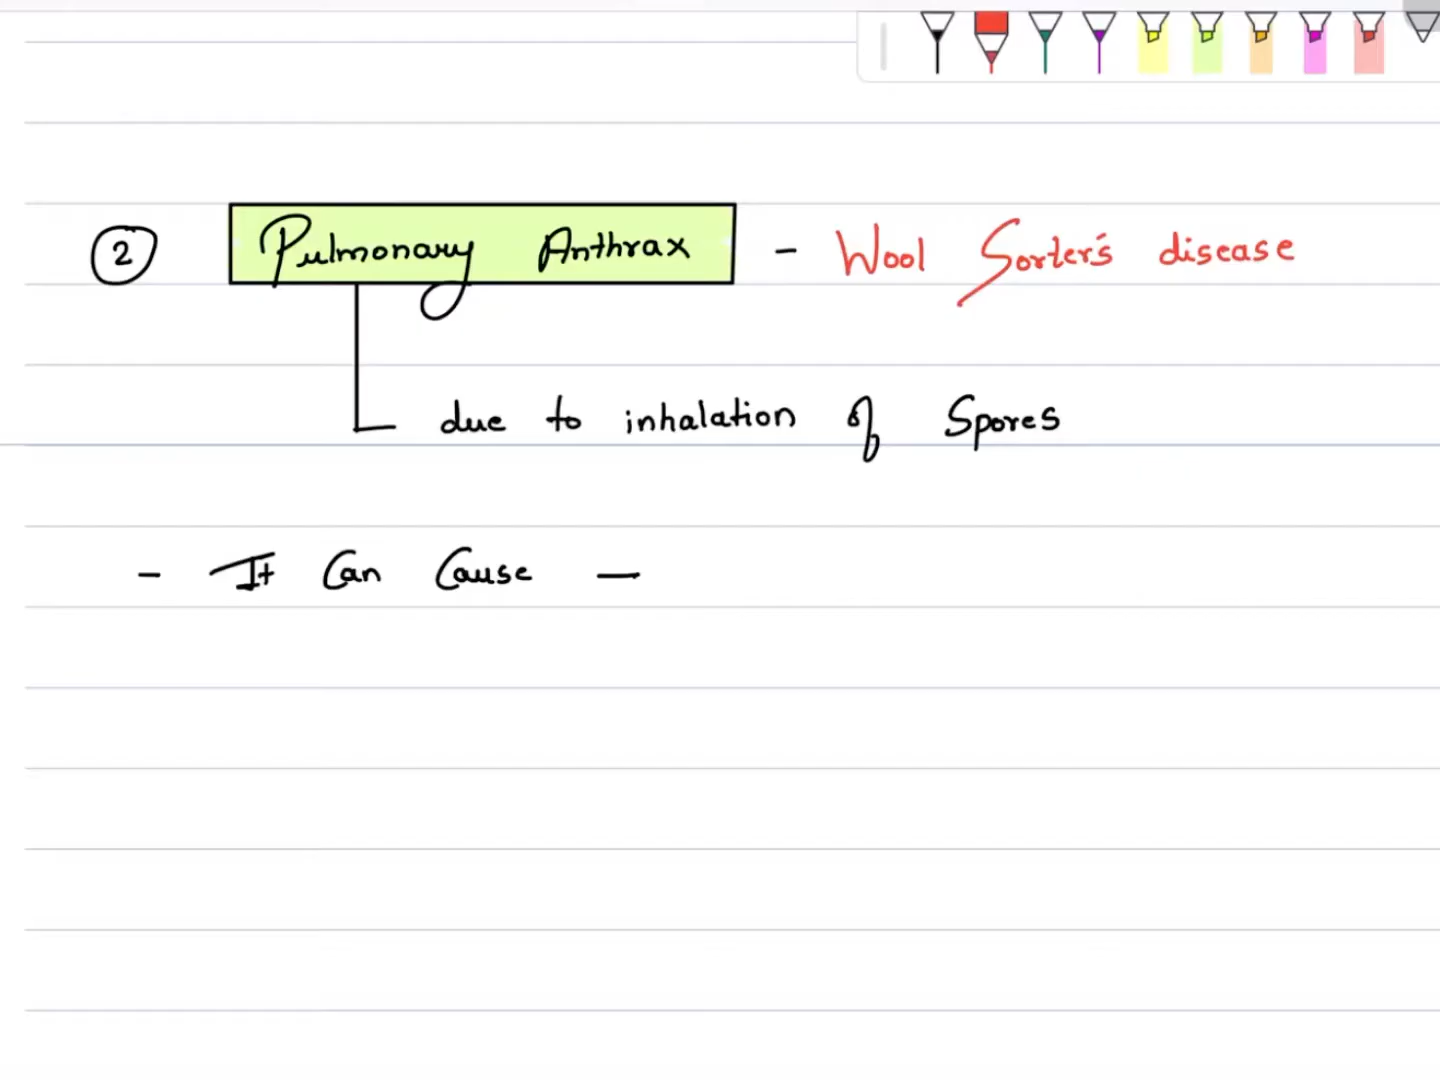 2 Pulmonary Anthrax - Wool Sorter's disease
due to inhalation of Spores
- It Can Cause -